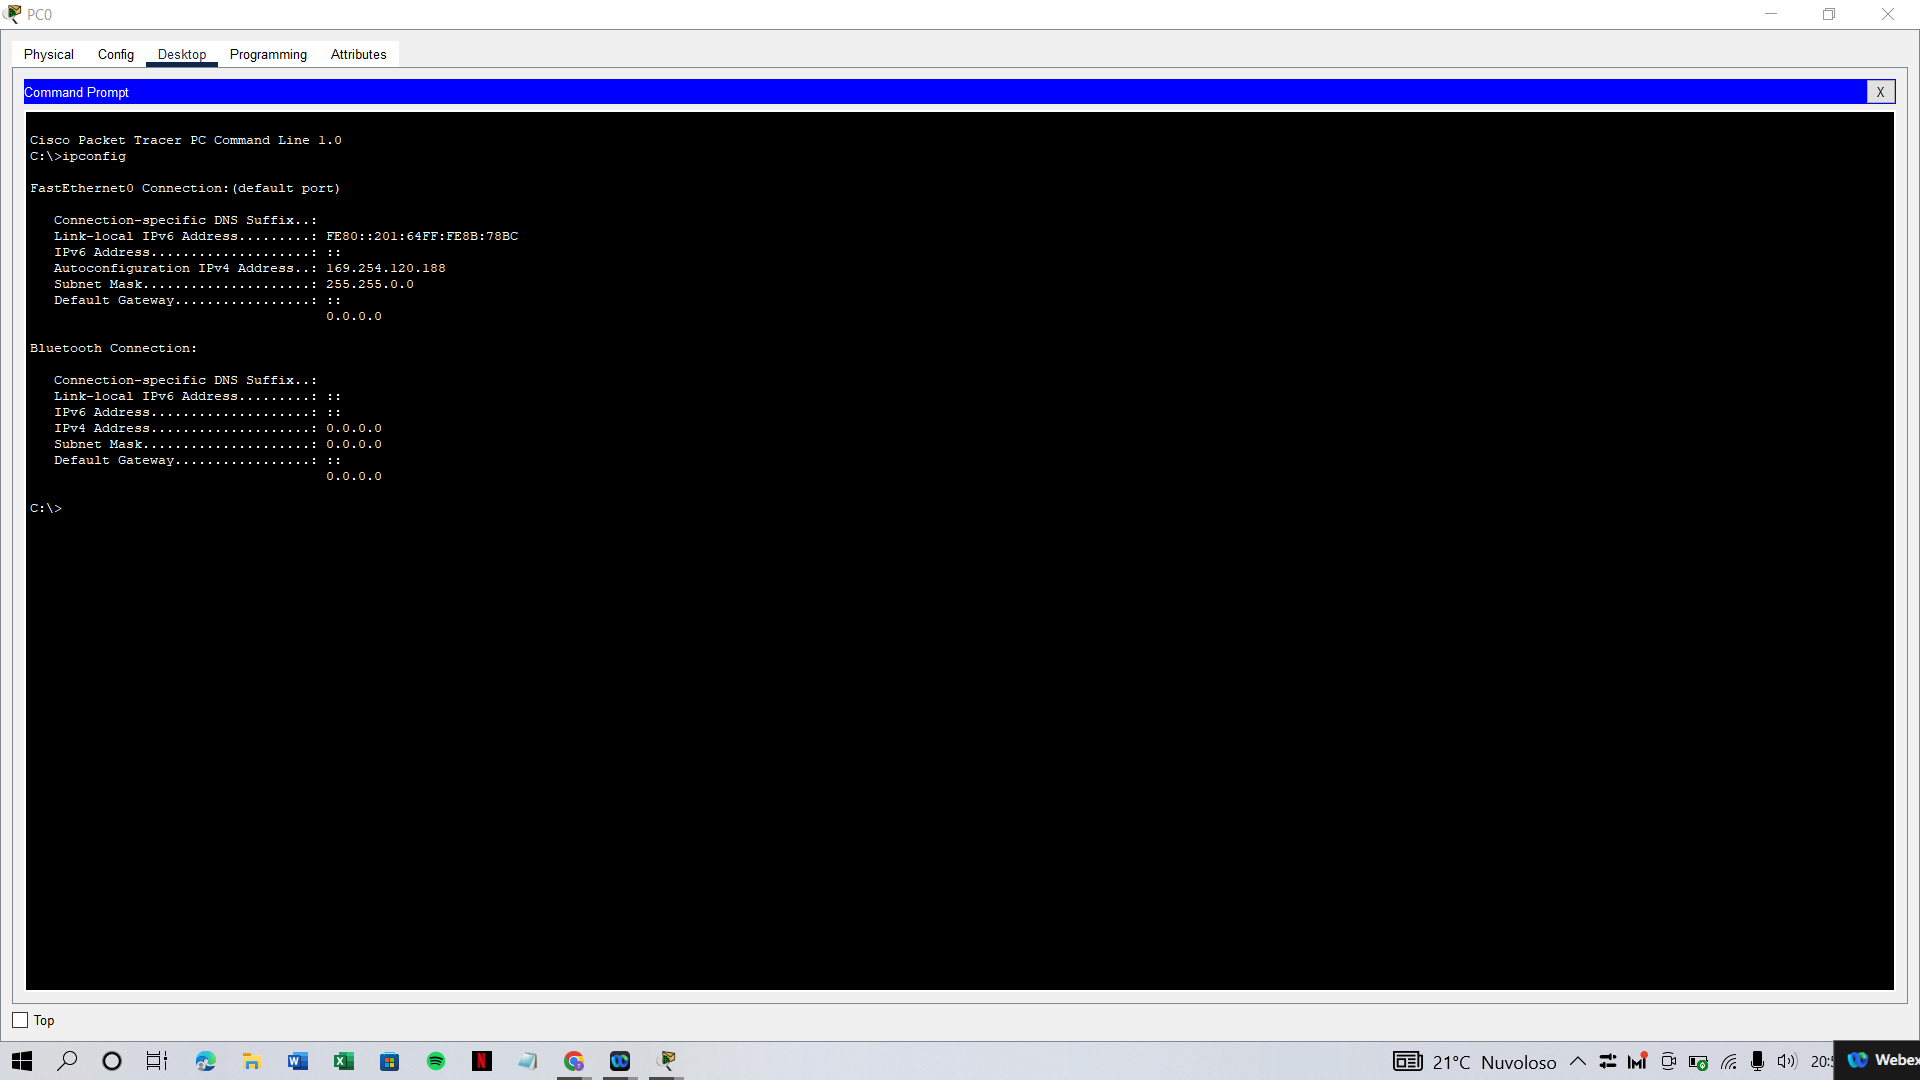 PC0
Physical Config Desktop Programming Attributes
Command Prompt X
Cisco Packet Tracer PC Command Line 1.0
C:\>ipconfig
FastEthernet0 Connection:(default port)
Connection-specific DNS Suffix..:
Link-local IPv6 Address.........: FE80::201:64FF:FE8B:78BC
IPv6 Address....................: ::
Autoconfiguration IPv4 Address..: 169.254.120.188
Subnet Mask.....................: 255.255.0.0
Default Gateway.................: ::
0.0.0.0
Bluetooth Connection:
Connection-specific DNS Suffix..:
Link-local IPv6 Address.........: ::
IPv6 Address....................: ::
IPv4 Address....................: 0.0.0.0
Subnet Mask.....................: 0.0.0.0
Default Gateway.................: ::
0.0.0.0
C:\>
Top
21°C Nuvoloso 20: Webex